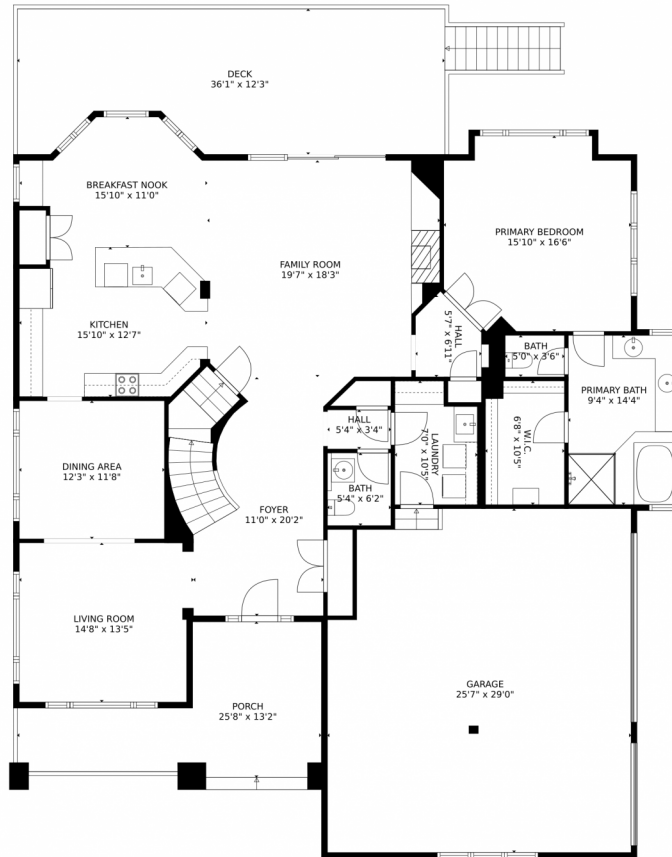 DECK
36'1" x 12'3"
BREAKFAST NOOK
15'10" x 11'0"
PRIMARY BEDROOM
15'10" x 16'6"
FAMILY ROOM
19'7" x 18'3"
KITCHEN
15'10" x 12'7"
HALL
5'7" x 6'11"
BATH
5'0" x 3'6"
PRIMARY BATH
9'4" x 14'4"
HALL
5'4" x 3'4"
LAUNDRY
7'0" x 10'5"
W.I.C.
6'8" x 10'5"
DINING AREA
12'3" x 11'8"
BATH
5'4" x 6'2"
FOYER
11'0" x 20'2"
LIVING ROOM
14'8" x 13'5"
GARAGE
25'7" x 29'0"
PORCH
25'8" x 13'2"